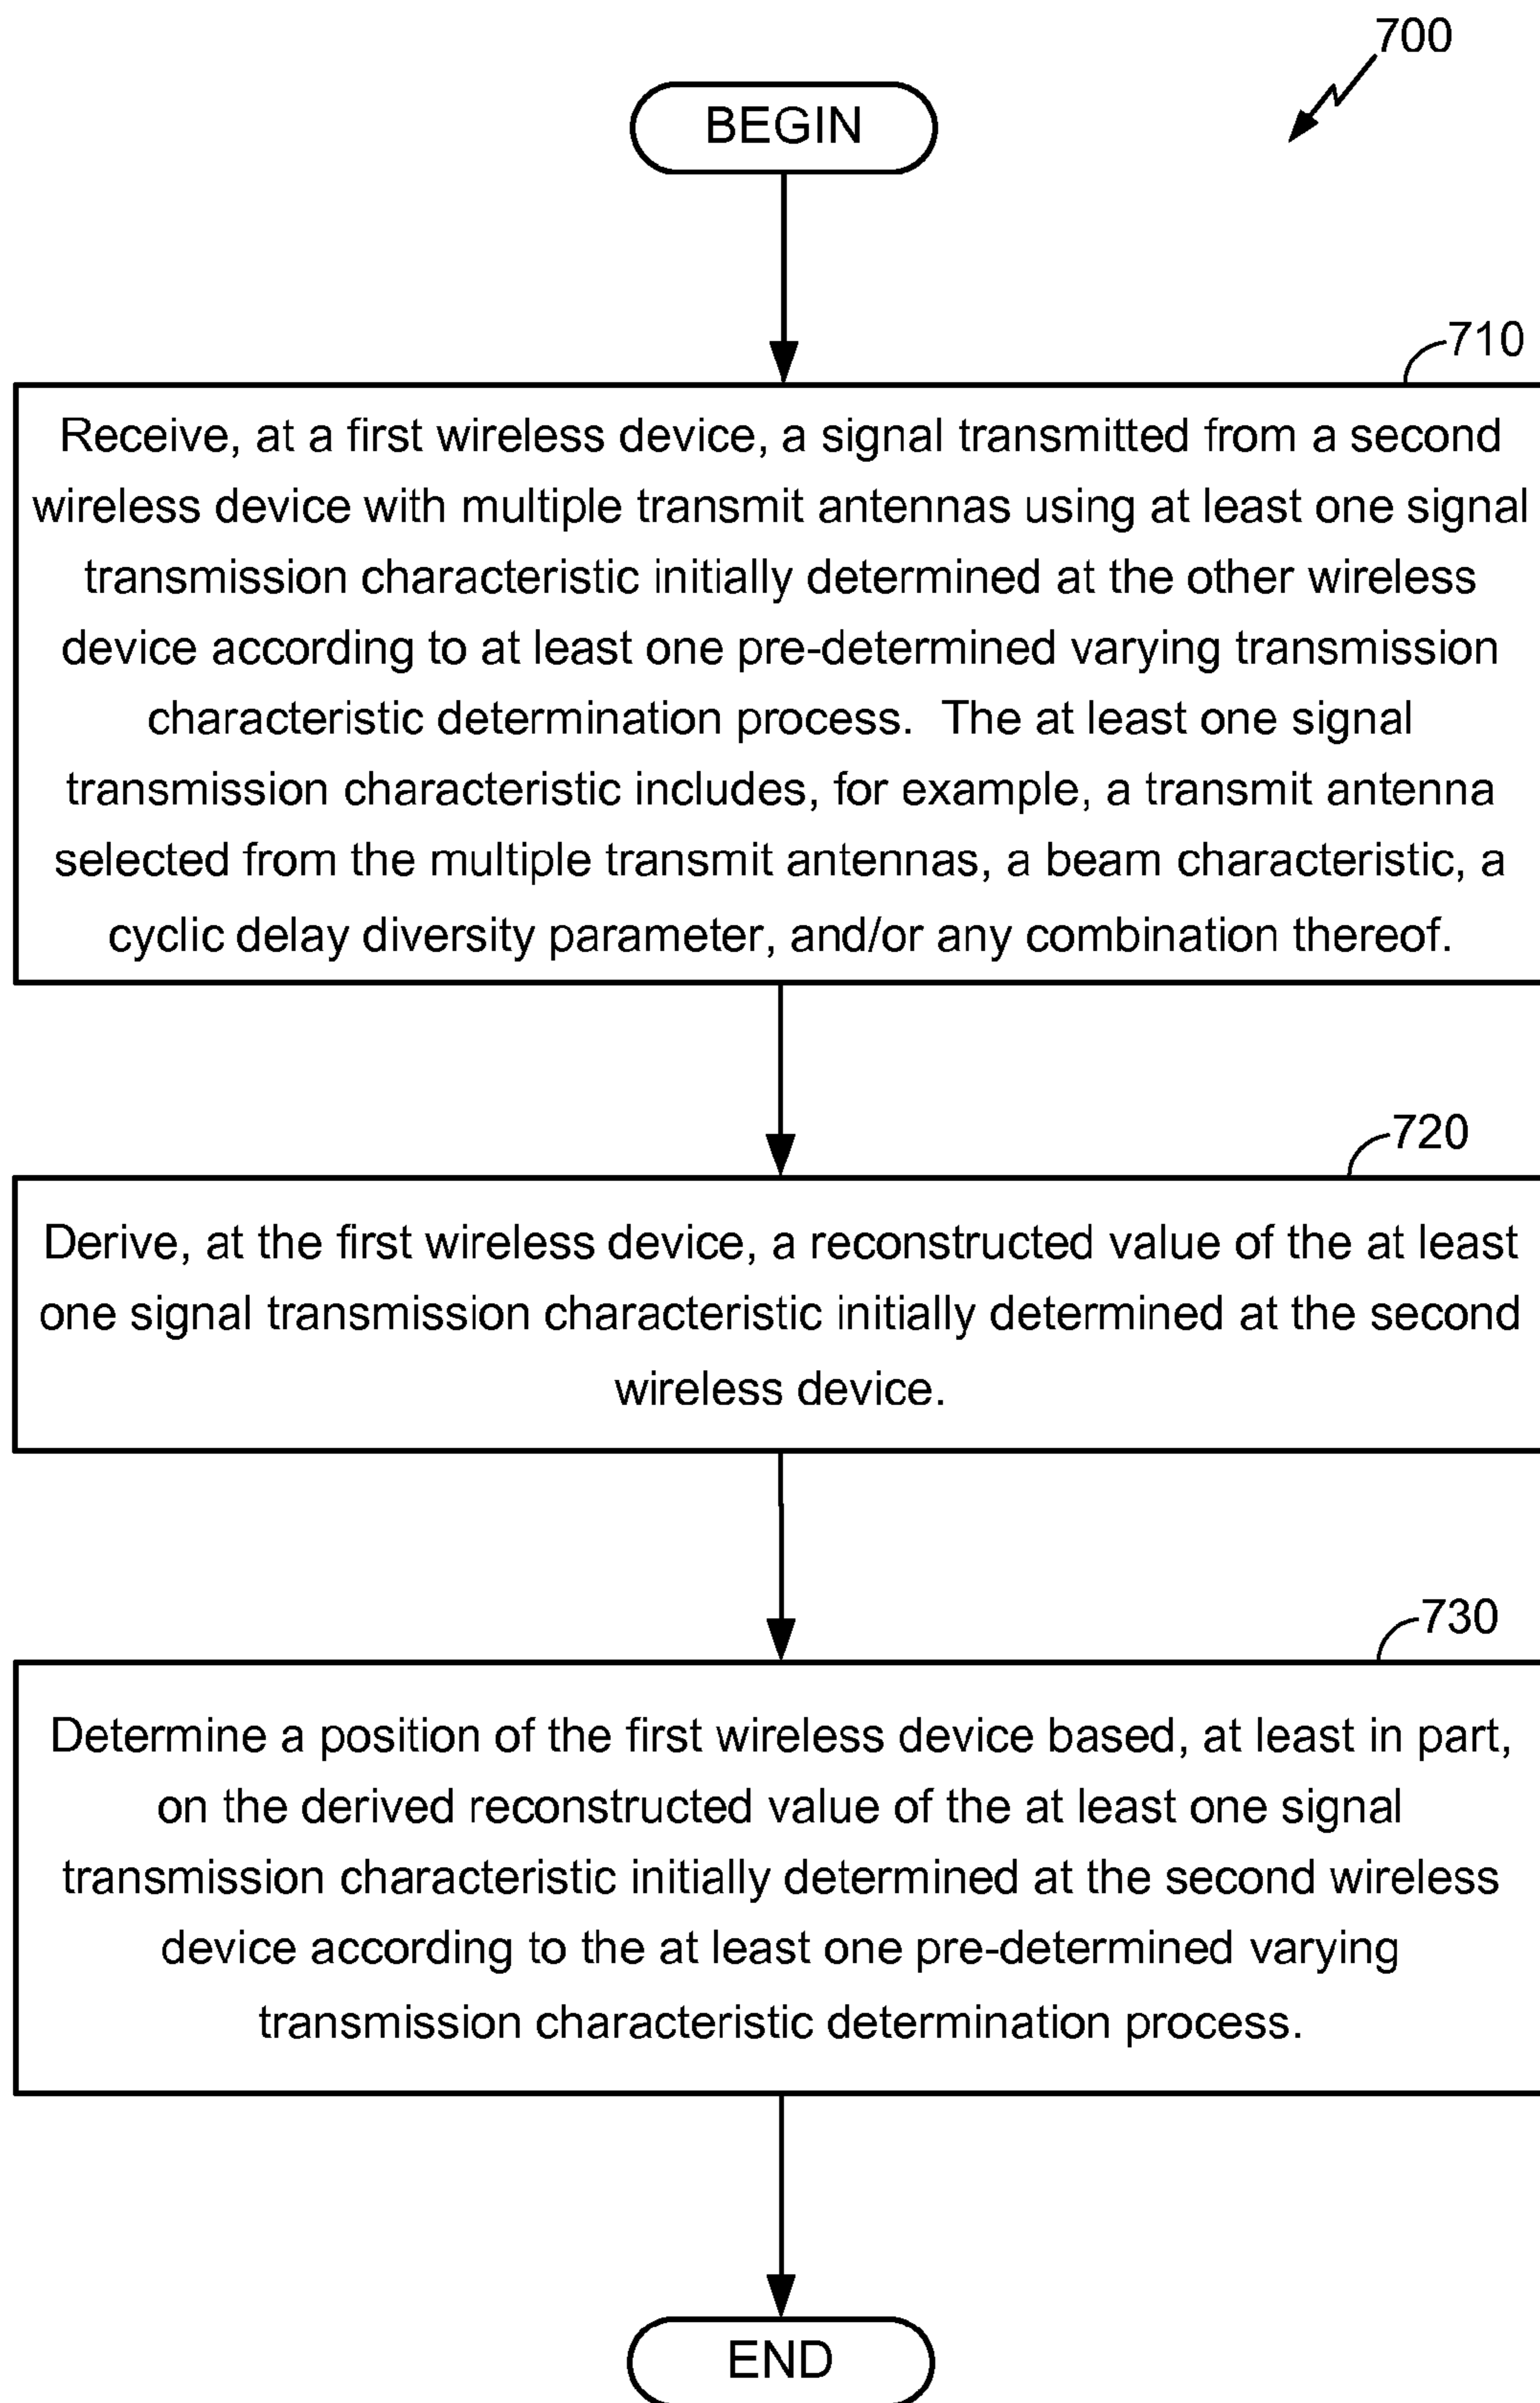 700
BEGIN
710
Receive, at a first wireless device, a signal transmitted from a second
wireless device with multiple transmit antennas using at least one signal
transmission characteristic initially determined at the other wireless
device according to at least one pre-determined varying transmission
characteristic determination process.  The at least one signal
transmission characteristic includes, for example, a transmit antenna
selected from the multiple transmit antennas, a beam characteristic, a
cyclic delay diversity parameter, and/or any combination thereof.
720
Derive, at the first wireless device, a reconstructed value of the at least
one signal transmission characteristic initially determined at the second
wireless device.
730
Determine a position of the first wireless device based, at least in part,
on the derived reconstructed value of the at least one signal
transmission characteristic initially determined at the second wireless
device according to the at least one pre-determined varying
transmission characteristic determination process.
END